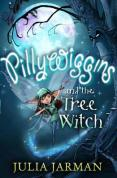 Pillywiggins
and the
Tree
Witch
JULIA JARMAN